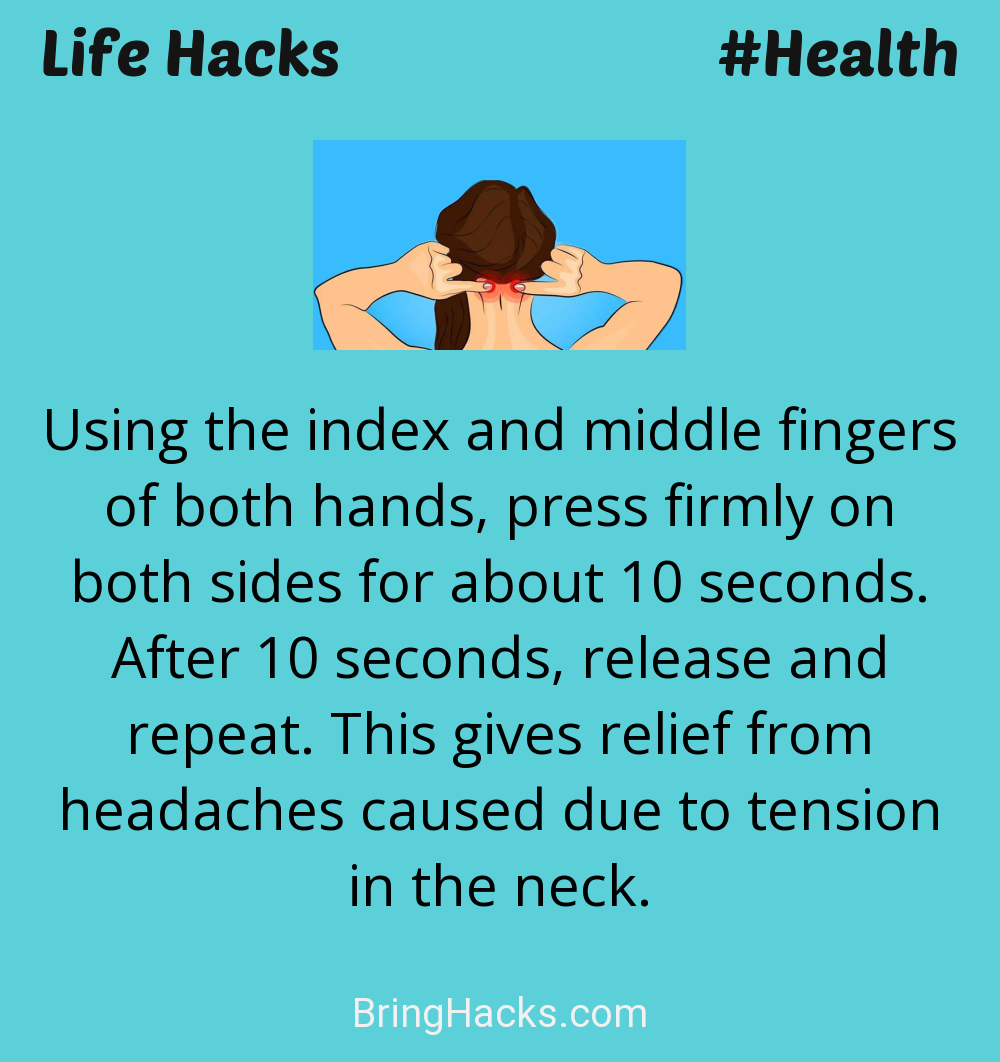 Life Hacks
#Health
Using the index and middle fingers
of both hands, press firmly on
both sides for about 10 seconds.
After 10 seconds, release and
repeat. This gives relief from
headaches caused due to tension
in the neck.
BringHacks.com